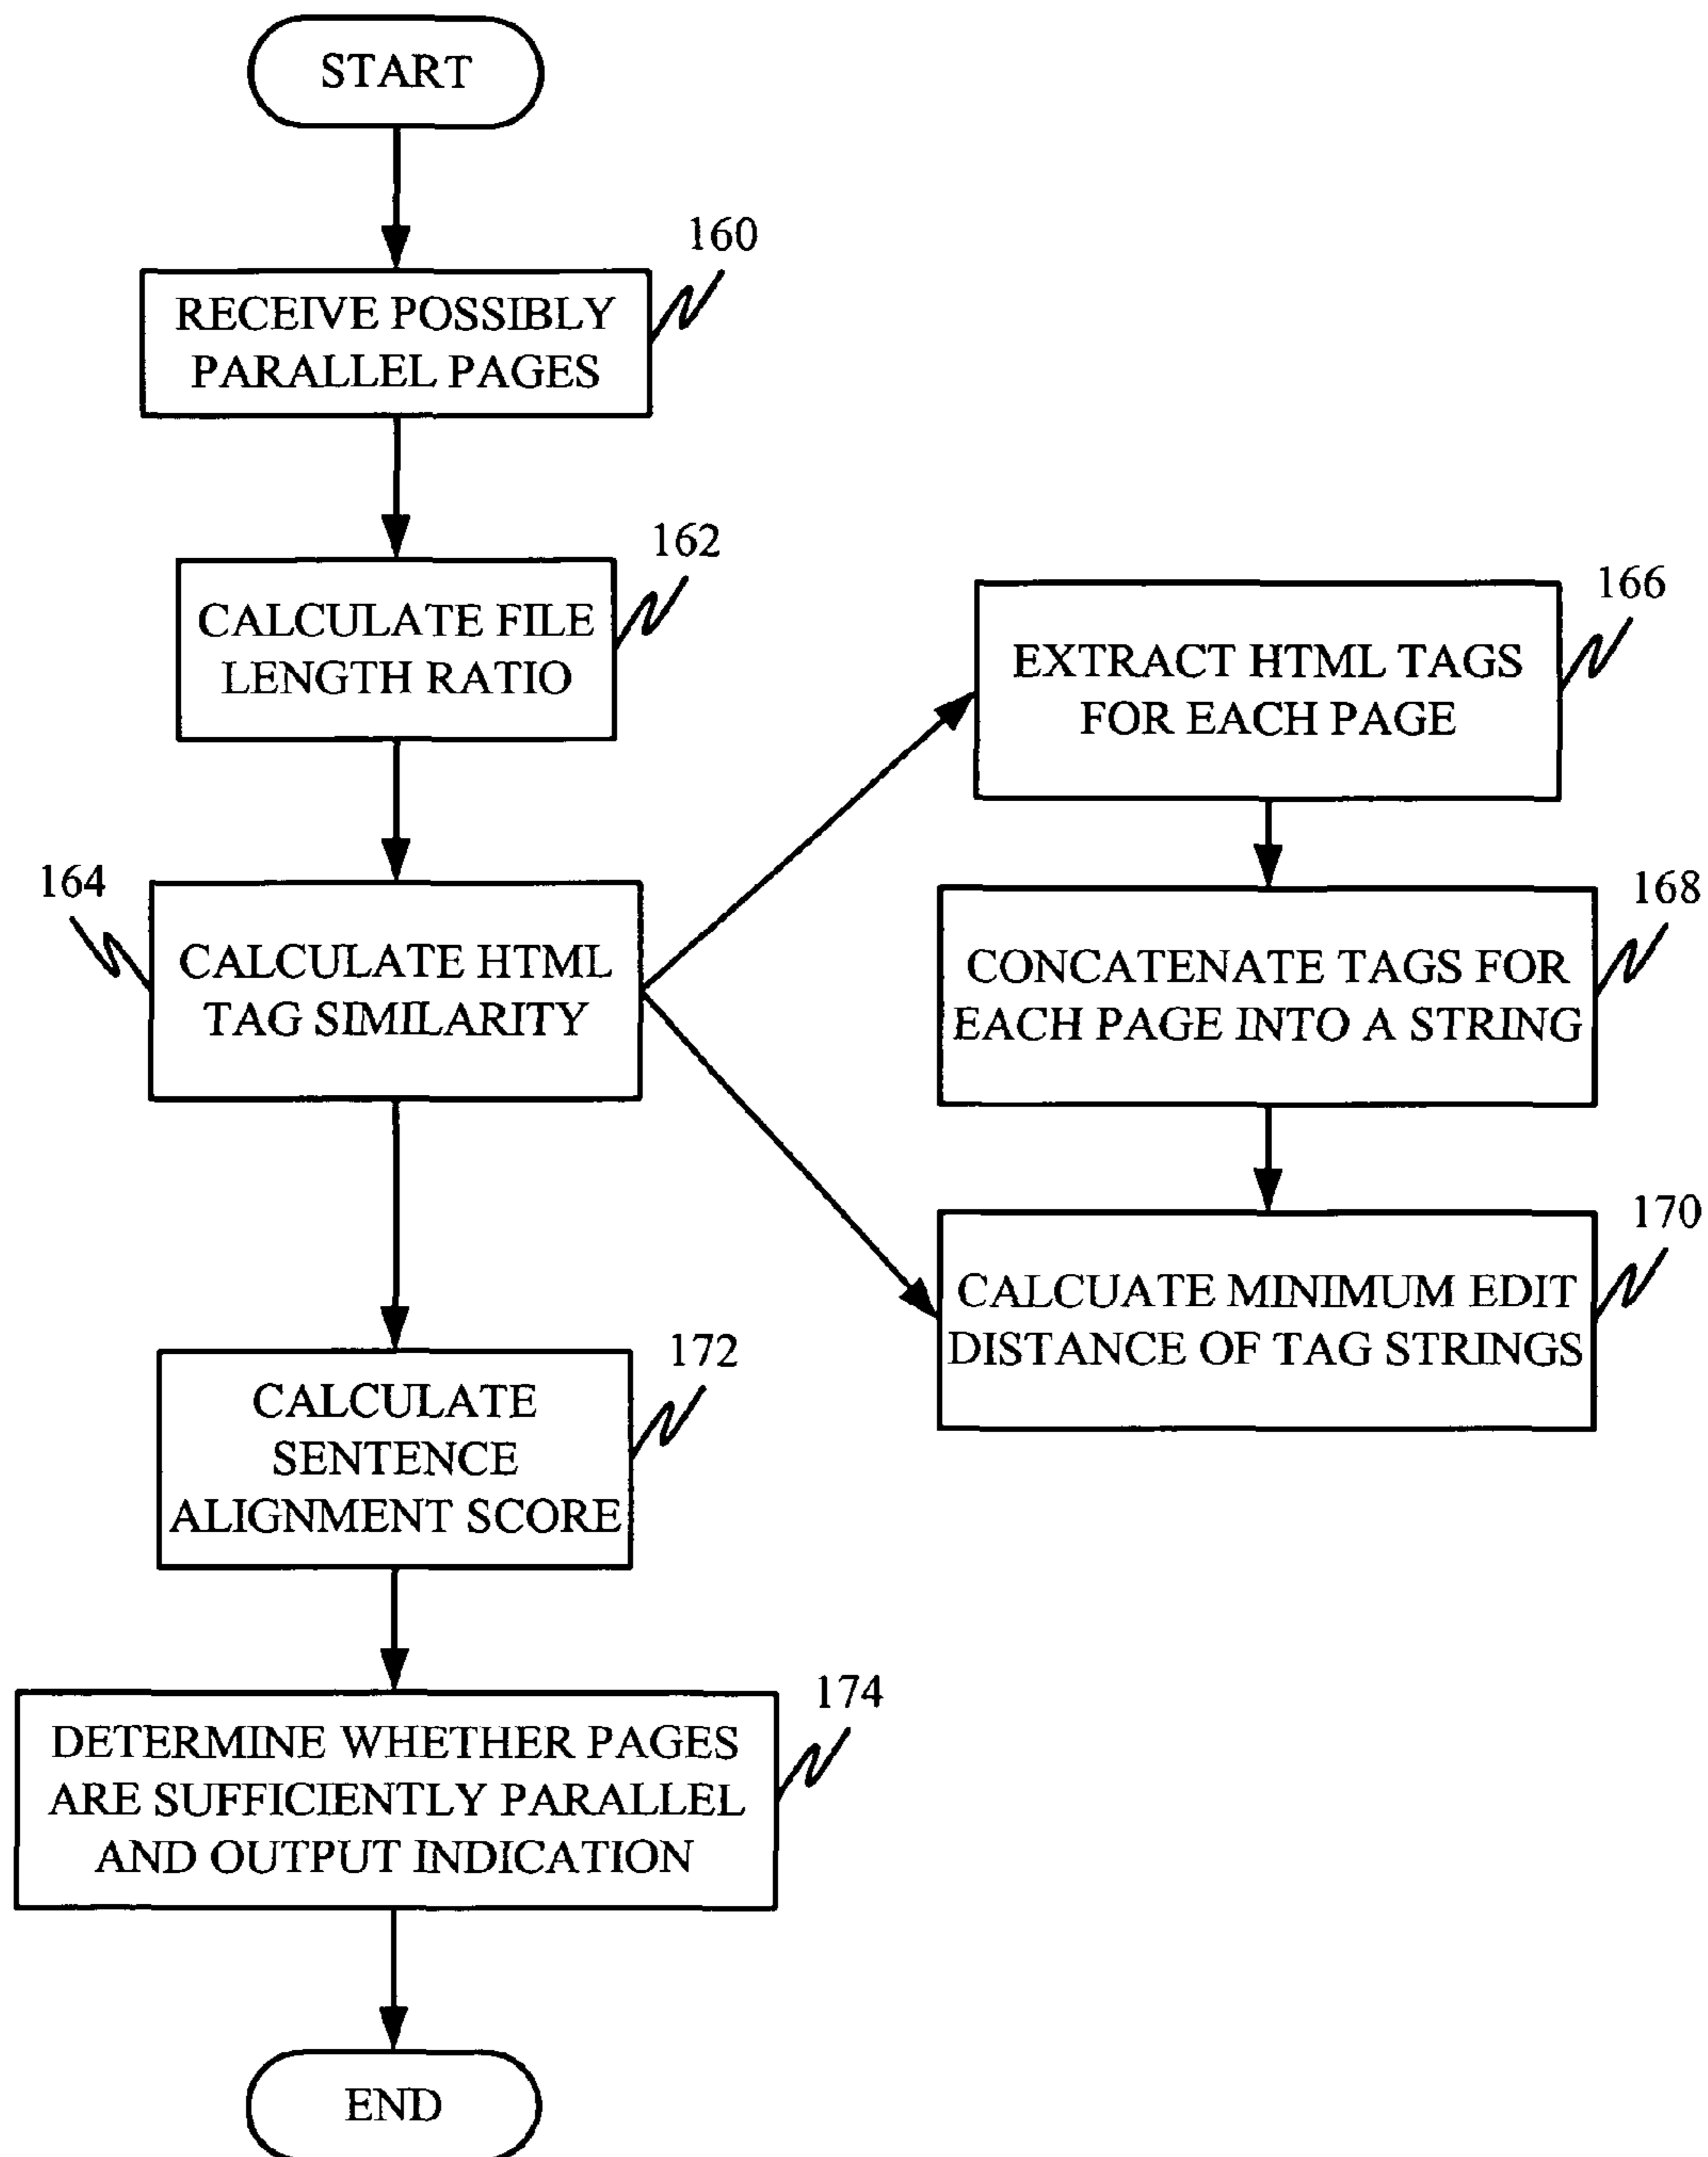 START
160
RECEIVE POSSIBLY
PARALLEL PAGES
162
CALCULATE FILE
LENGTH RATIO
164
CALCULATE HTML
TAG SIMILARITY
166
EXTRACT HTML TAGS
FOR EACH PAGE
168
CONCATENATE TAGS FOR
EACH PAGE INTO A STRING
170
CALCUATE MINIMUM EDIT
DISTANCE OF TAG STRINGS
172
CALCULATE
SENTENCE
ALIGNMENT SCORE
174
DETERMINE WHETHER PAGES
ARE SUFFICIENTLY PARALLEL
AND OUTPUT INDICATION
END